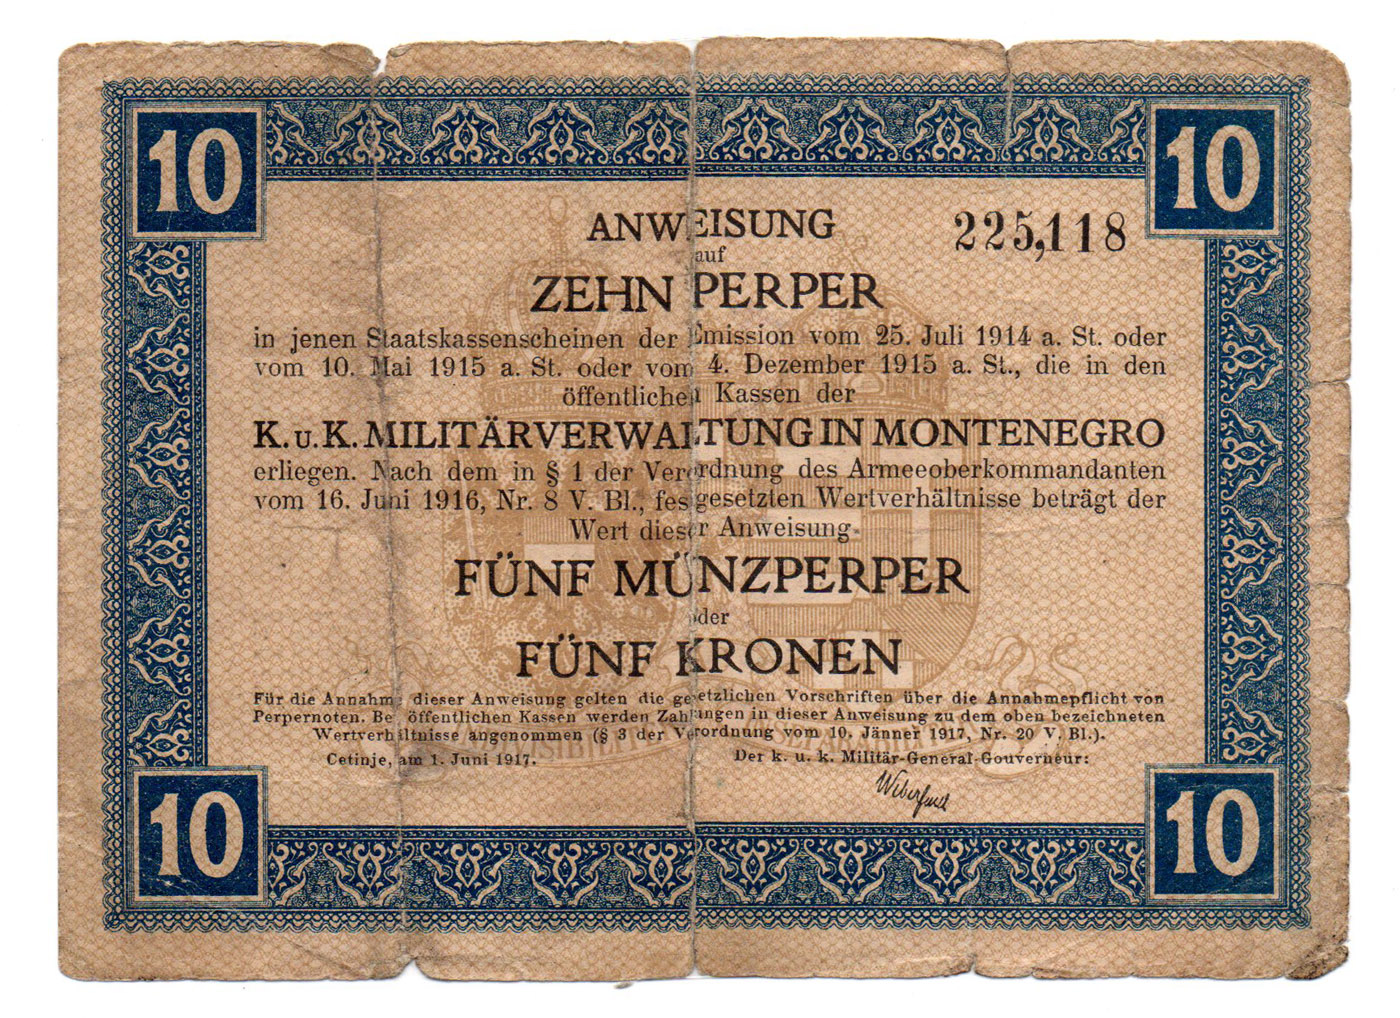 10
10
ANWEISUNG
225,118
auf
ZEHN PERPER
in jenen Staatskassenscheinen der Emission vom 25. Juli 1914 a. St. oder
vom 10. Mai 1915 a. St. oder vom 4. Dezember 1915 a. St., die in den
öffentlichen Kassen der
K. u. K. MILITÄRVERWALTUNG IN MONTENEGRO
erliegen. Nach dem in § 1 der Verordnung des Armeeoberkommandanten
vom 16. Juni 1916, Nr. 8 V. Bl., festgesetzten Wertverhältnisse beträgt der
Wert dieser Anweisung
FÜNF MÜNZPERPER
oder
FÜNF KRONEN
Für die Annahme dieser Anweisung gelten die gesetzlichen Vorschriften über die Annahmepflicht von
Perpernoten. Bei öffentlichen Kassen werden Zahlungen in dieser Anweisung zu dem oben bezeichneten
Wertverhältnisse angenommen (§ 3 der Verordnung vom 10. Jänner 1917, Nr. 20 V. Bl.).
Cetinje, am 1. Juni 1917.
Der k. u. k. Militär-General-Gouverneur:
10
10